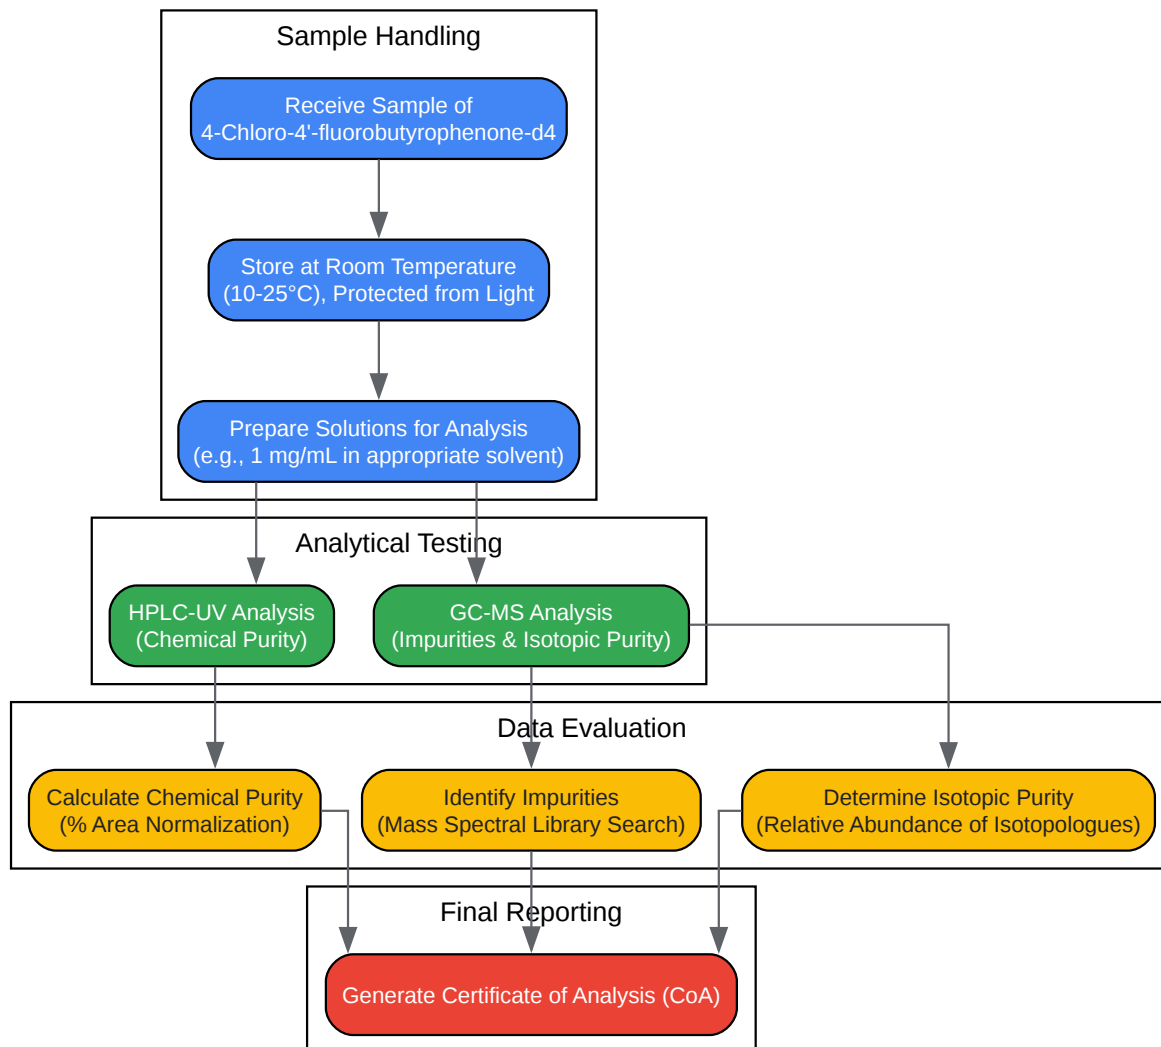 Sample Handling
Receive Sample of
4-Chloro-4'-fluorobutyrophenone-d4
Store at Room Temperature
(10-25°C), Protected from Light
Prepare Solutions for Analysis
(e.g., 1 mg/mL in appropriate solvent)
Analytical Testing
HPLC-UV Analysis
(Chemical Purity)
GC-MS Analysis
(Impurities & Isotopic Purity)
Data Evaluation
Calculate Chemical Purity
(% Area Normalization)
Identify Impurities
(Mass Spectral Library Search)
Determine Isotopic Purity
(Relative Abundance of Isotopologues)
Final Reporting
Generate Certificate of Analysis (CoA)